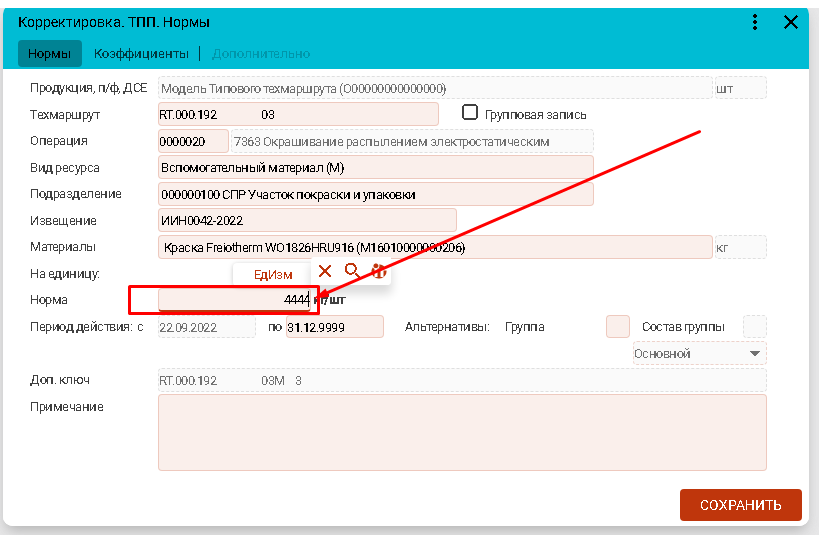 Корректировка. ТПП. Нормы
Нормы Коэффициенты Дополнительно
Продукция, п/ф, ДСЕ Модель Типового техмаршрута (О00000000000000) шт
Техмаршрут RT.000.192 03 Групповая запись
Операция 0000020 7363 Окрашивание распылением электростатическим
Вид ресурса Вспомогательный материал (М)
Подразделение 000000100 СПР Участок покраски и упаковки
Извещение ИИН0042-2022
Материалы Краска Freiotherm WO1826HRU916 (М16010000000206) кг
На единицу: ЕдИзм
Норма 4444 кг/шт
Период действия: с 22.09.2022 по 31.12.9999 Альтернативы: Группа Состав группы
Основной
Доп. ключ RT.000.192 03М 3
Примечание
СОХРАНИТЬ